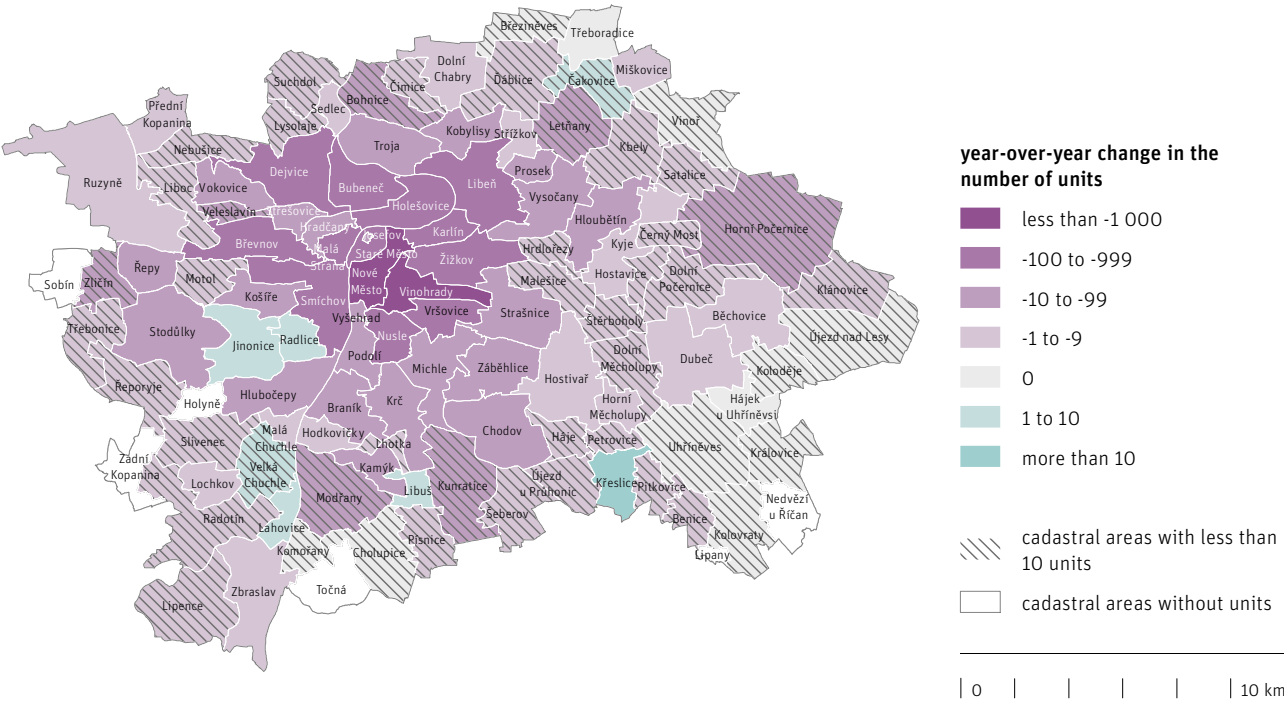 Březiněves
Třeboradice
Dolní
Chabry
Miškovice
Suchdol
Čimice
Ďáblice
Čakovice
Bohnice
Přední
Kopanina
Sedlec
Lysolaje
Kobylisy
Střížkov
Letňany
Vinoř
Nebušice
Troja
Kbely
Dejvice
Prosek
Satalice
Ruzyně
Liboc
Vokovice
Bubeneč
Libeň
Vysočany
Veleslavín
Střešovice
Holešovice
Hloubětín
Hradčany
Josefov
Karlín
Černý Most
Horní Počernice
Břevnov
Malá
Strana
Staré Město
Hrdlořezy
Kyje
Žižkov
Řepy
Nové
Město
Hostavice
Dolní
Počernice
Sobín
Zličín
Motol
Malešice
Klánovice
Košíře
Smíchov
Vinohrady
Třebonice
Stodůlky
Vyšehrad
Vršovice
Strašnice
Štěrboholy
Běchovice
Jinonice
Radlice
Nusle
Újezd nad Lesy
Podolí
Michle
Záběhlice
Dolní
Měcholupy
Dubeč
Koloděje
Řeporyje
Hostivař
Holyně
Hlubočepy
Braník
Krč
Horní
Měcholupy
Hájek
u Uhříněvsi
Slivenec
Malá
Chuchle
Hodkovičky
Lhotka
Chodov
Háje
Petrovice
Uhříněves
Královice
Zadní
Kopanina
Velká
Chuchle
Kamýk
Lochkov
Modřany
Libuš
Kunratice
Újezd
u Průhonic
Křeslice
Pitkovice
Nedvězí
u Říčan
Radotín
Lahovice
Šeberov
Benice
Komořany
Cholupice
Písnice
Kolovraty
Lipany
Lipence
Zbraslav
Točná
year-over-year change in the
number of units
less than -1 000
-100 to -999
-10 to -99
-1 to -9
0
1 to 10
more than 10
cadastral areas with less than
10 units
cadastral areas without units
0
10 km